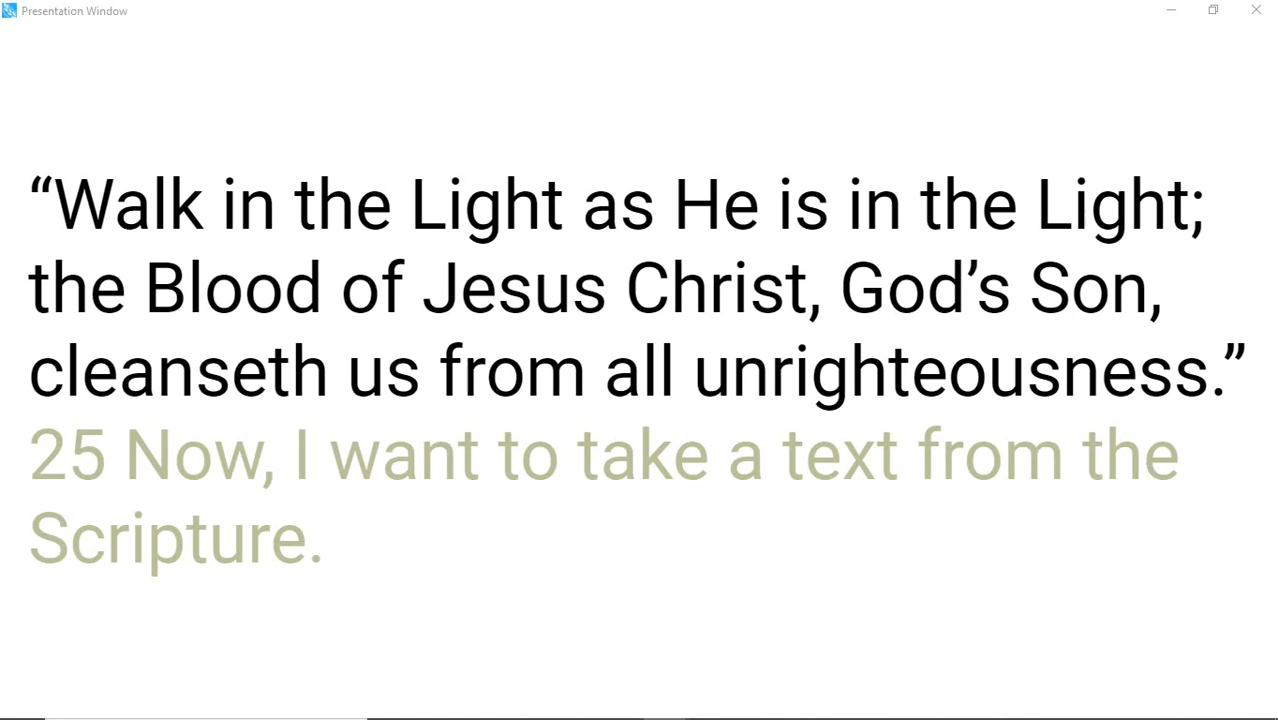 Presentation Window
“Walk in the Light as He is in the Light;
the Blood of Jesus Christ, God’s Son,
cleanseth us from all unrighteousness.”
25 Now, I want to take a text from the
Scripture.